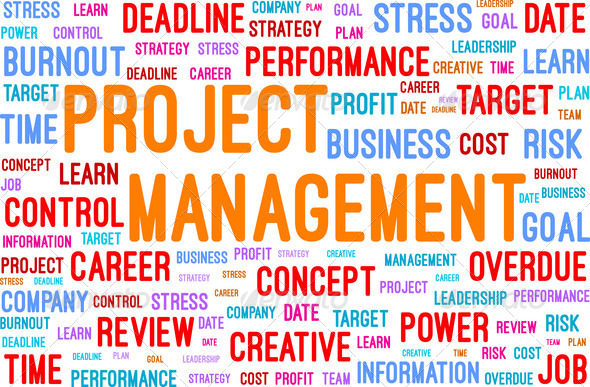 STRESS LEARN DEADLINE COMPANY PLAN GOAL STRESS LEADERSHIP GOAL DATE
POWER CONTROL STRATEGY PLAN
BURNOUT STRATEGY STRESS PERFORMANCE LEADERSHIP LEARN
DEADLINE CAREER CREATIVE TIME
TARGET PROJECT PROFIT CAREER STRESS TARGET PLAN
DATE REVIEW DEADLINE TEAM
TIME BUSINESS COST RISK
CONCEPT LEARN MANAGEMENT BURNOUT
JOB BUSINESS
CONTROL DATE GOAL
INFORMATION TARGET
PROJECT CAREER BUSINESS PROFIT STRATEGY CREATIVE MANAGEMENT OVERDUE
STRESS DEADLINE STRATEGY STRESS CONCEPT PROJECT
COMPANY CONTROL STRESS CAREER LEADERSHIP PERFORMANCE
BURNOUT REVIEW DATE COMPANY DATE TARGET POWER REVIEW RISK
DEADLINE LEARN DATE CREATIVE LEARN JOB
TIME DEADLINE PLAN GOAL LEADERSHIP CREATIVE TIME RISK COST
PERFORMANCE STRATEGY COST PROFIT TEAM INFORMATION OVERDUE JOB
envato